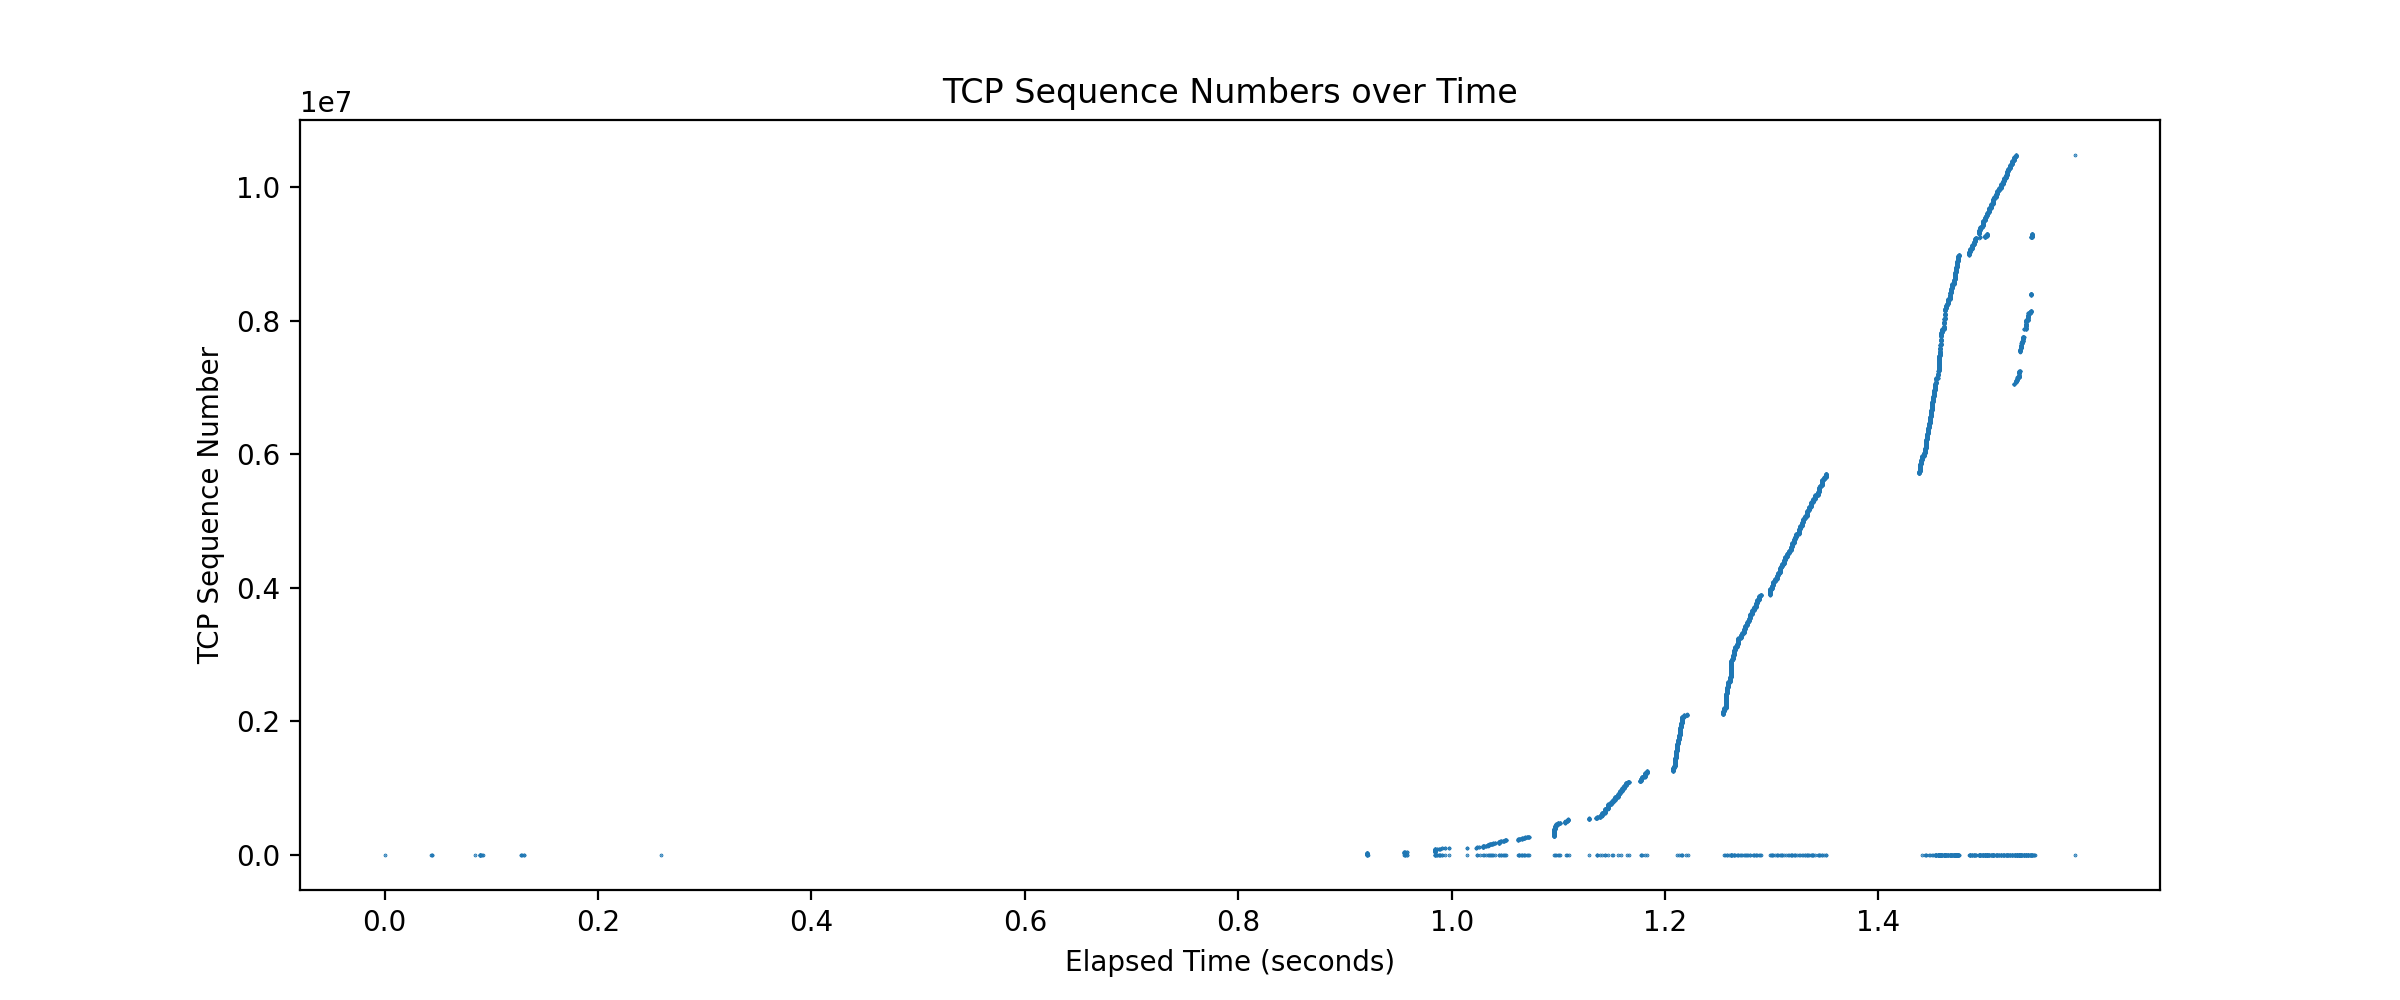 TCP Sequence Numbers over Time
1e7
1.0
0.8
0.6
0.4
0.2
0.0
TCP Sequence Number
0.0 0.2 0.4 0.6 0.8 1.0 1.2 1.4
Elapsed Time (seconds)